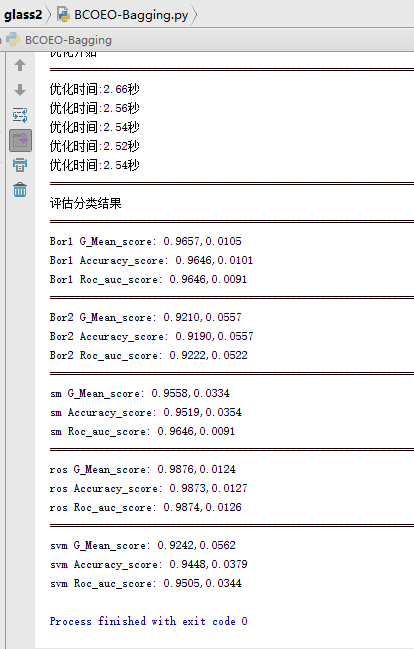 glass2 BCOEO-Bagging.py
BCOEO-Bagging
优化开始
优化时间:2.66秒
优化时间:2.56秒
优化时间:2.54秒
优化时间:2.52秒
优化时间:2.54秒
评估分类结果
Bor1 G_Mean_score: 0.9657,0.0105
Bor1 Accuracy_score: 0.9646,0.0101
Bor1 Roc_auc_score: 0.9646,0.0091
Bor2 G_Mean_score: 0.9210,0.0557
Bor2 Accuracy_score: 0.9190,0.0557
Bor2 Roc_auc_score: 0.9222,0.0522
sm G_Mean_score: 0.9558,0.0334
sm Accuracy_score: 0.9519,0.0354
sm Roc_auc_score: 0.9646,0.0091
ros G_Mean_score: 0.9876,0.0124
ros Accuracy_score: 0.9873,0.0127
ros Roc_auc_score: 0.9874,0.0126
svm G_Mean_score: 0.9242,0.0562
svm Accuracy_score: 0.9448,0.0379
svm Roc_auc_score: 0.9505,0.0344
Process finished with exit code 0